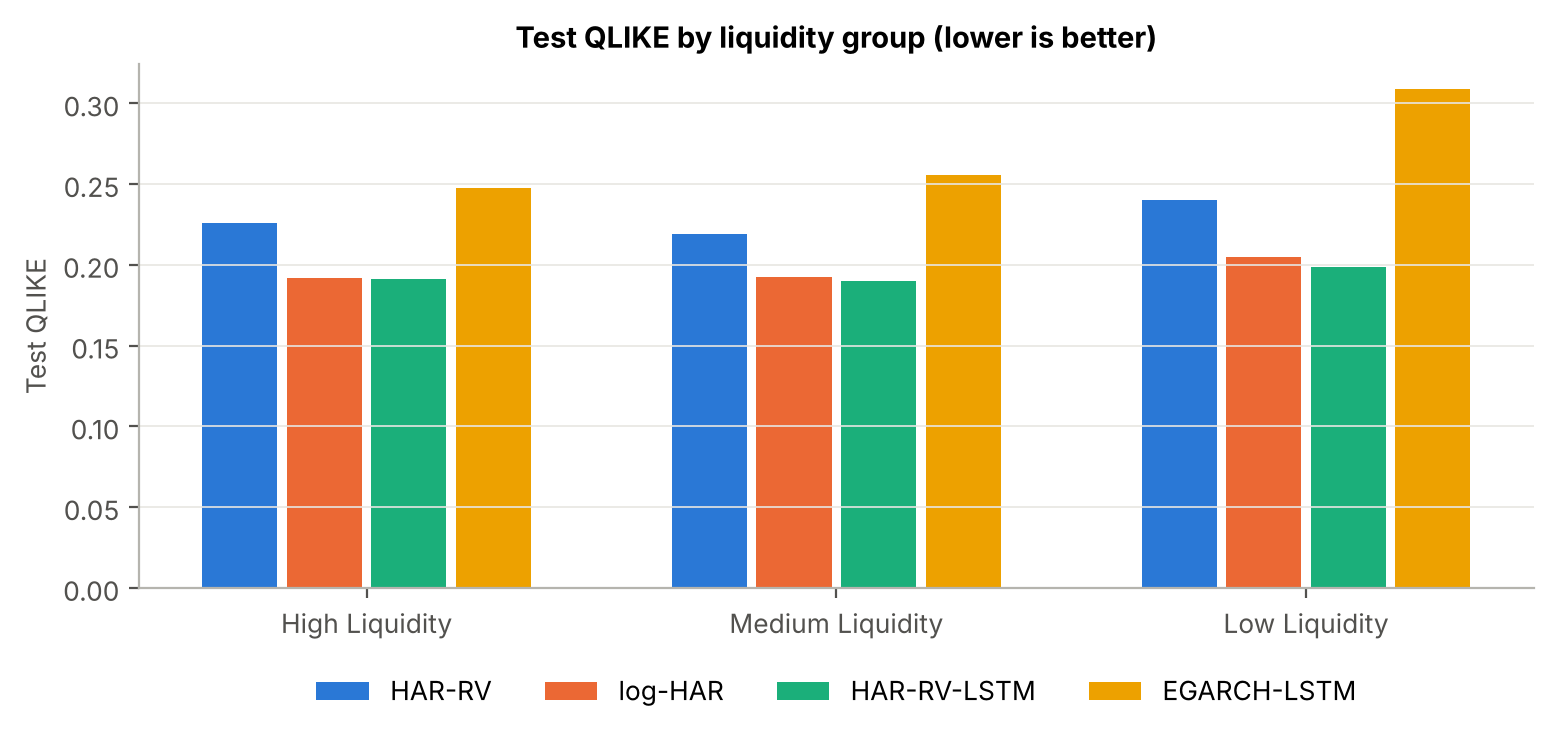 Test QLIKE by liquidity group (lower is better)
Test QLIKE
0.30
0.25
0.20
0.15
0.10
0.05
0.00
High Liquidity
Medium Liquidity
Low Liquidity
HAR-RV
log-HAR
HAR-RV-LSTM
EGARCH-LSTM